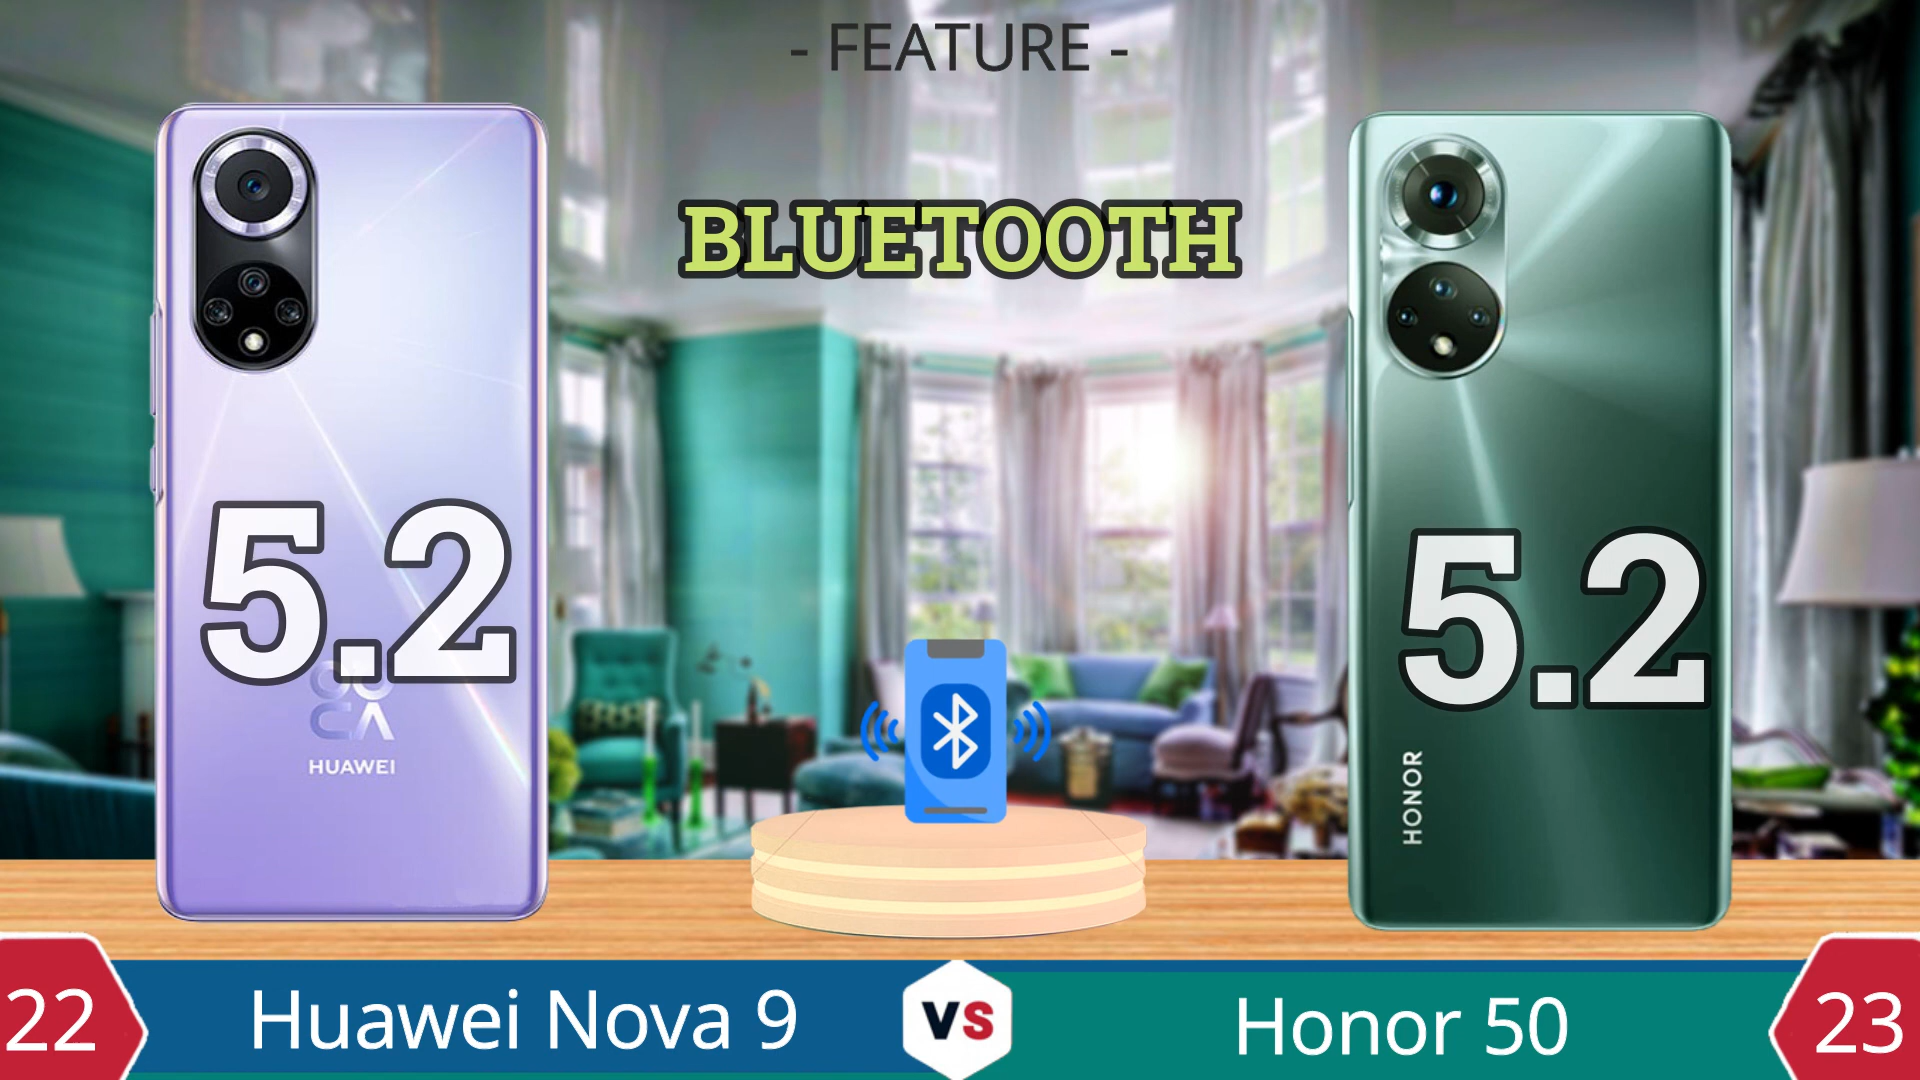 - FEATURE -
BLUETOOTH
5.2
5.2
HUAWEI
HONOR
22
Huawei Nova 9
VS
Honor 50
23